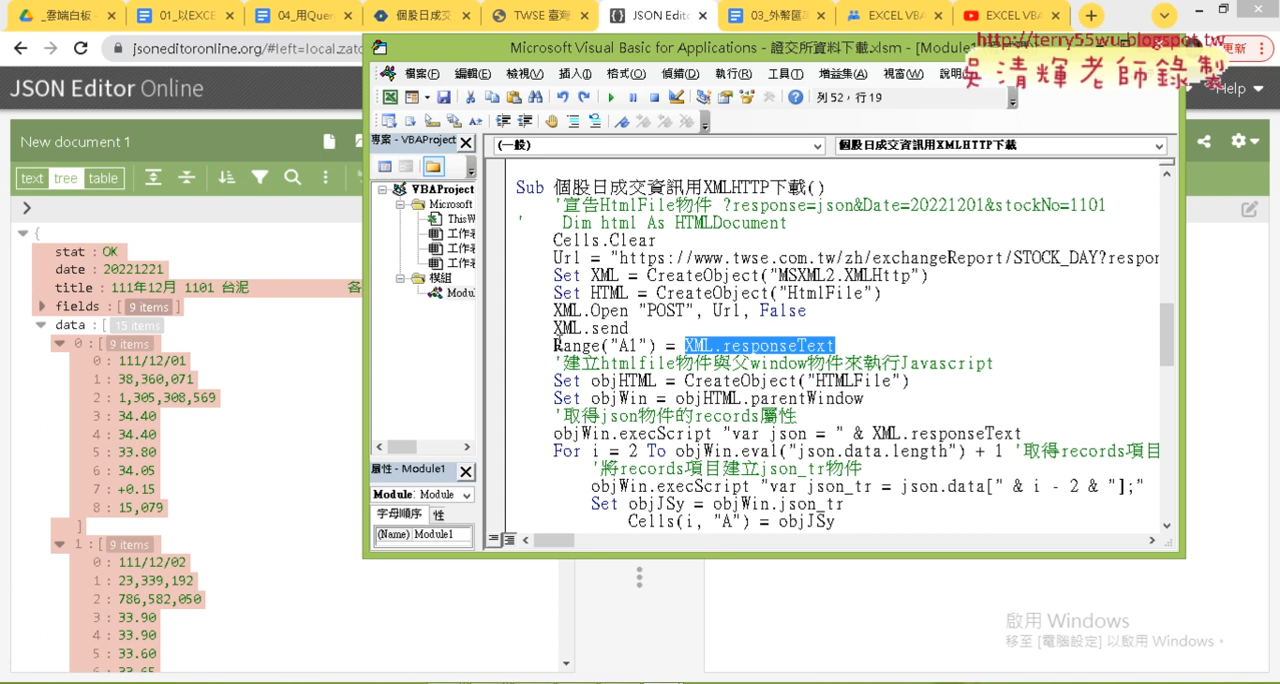 _雲端白板
01_以EXCE
04_用Quer
個股日成交
TWSE 臺灣
JSON Edito
03_外幣匯
EXCEL VBA
EXCEL VBA
jsoneditoronline.org/#left=local.zato
更新
http://terry55wu.blogspot.tw
吳清輝老師錄製
JSON Editor Online
Help
New document 1
text tree table
{
stat : OK
date : 20221221
title : 111年12月 1101 台泥 各
fields : [ 9 items ]
data : [ 15 items
0 : [ 9 items
0 : 111/12/01
1 : 38,360,071
2 : 1,305,308,569
3 : 34.40
4 : 34.40
5 : 33.80
6 : 34.05
7 : +0.15
8 : 15,079
]
1 : [ 9 items
0 : 111/12/02
1 : 23,339,192
2 : 786,582,050
3 : 33.90
4 : 33.90
5 : 33.60
6 : 33.65
Microsoft Visual Basic for Applications - 證交所資料下載.xlsm - [Module1
檔案(F) 編輯(E) 檢視(V) 插入(I) 格式(O) 偵錯(D) 執行(R) 工具(T) 增益集(A) 視窗(W) 說明
列 52，行 19
專案 - VBAProject
VBAProject
Microsoft
ThisW
工作表
工作表
工作表
模組
Modu
屬性 - Module1
Module1 Module
字母順序 性
(Name) Module1
(一般)
個股日成交資訊用XMLHTTP下載
Sub 個股日成交資訊用XMLHTTP下載()
'宣告HtmlFile物件 ?response=json&Date=20221201&stockNo=1101
' Dim html As HTMLDocument
Cells.Clear
Url = "https://www.twse.com.tw/zh/exchangeReport/STOCK_DAY?respon
Set XML = CreateObject("MSXML2.XMLHttp")
Set HTML = CreateObject("HtmlFile")
XML.Open "POST", Url, False
XML.send
Range("A1") = XML.responseText
'建立htmlfile物件與父window物件來執行Javascript
Set objHTML = CreateObject("HTMLFile")
Set objWin = objHTML.parentWindow
'取得json物件的records屬性
objWin.execScript "var json = " & XML.responseText
For i = 2 To objWin.eval("json.data.length") + 1 '取得records項目
'將records項目建立json_tr物件
objWin.execScript "var json_tr = json.data[" & i - 2 & "];"
Set objJSy = objWin.json_tr
Cells(i, "A") = objJSy
啟用 Windows
移至 [電腦設定] 以啟用 Windows。